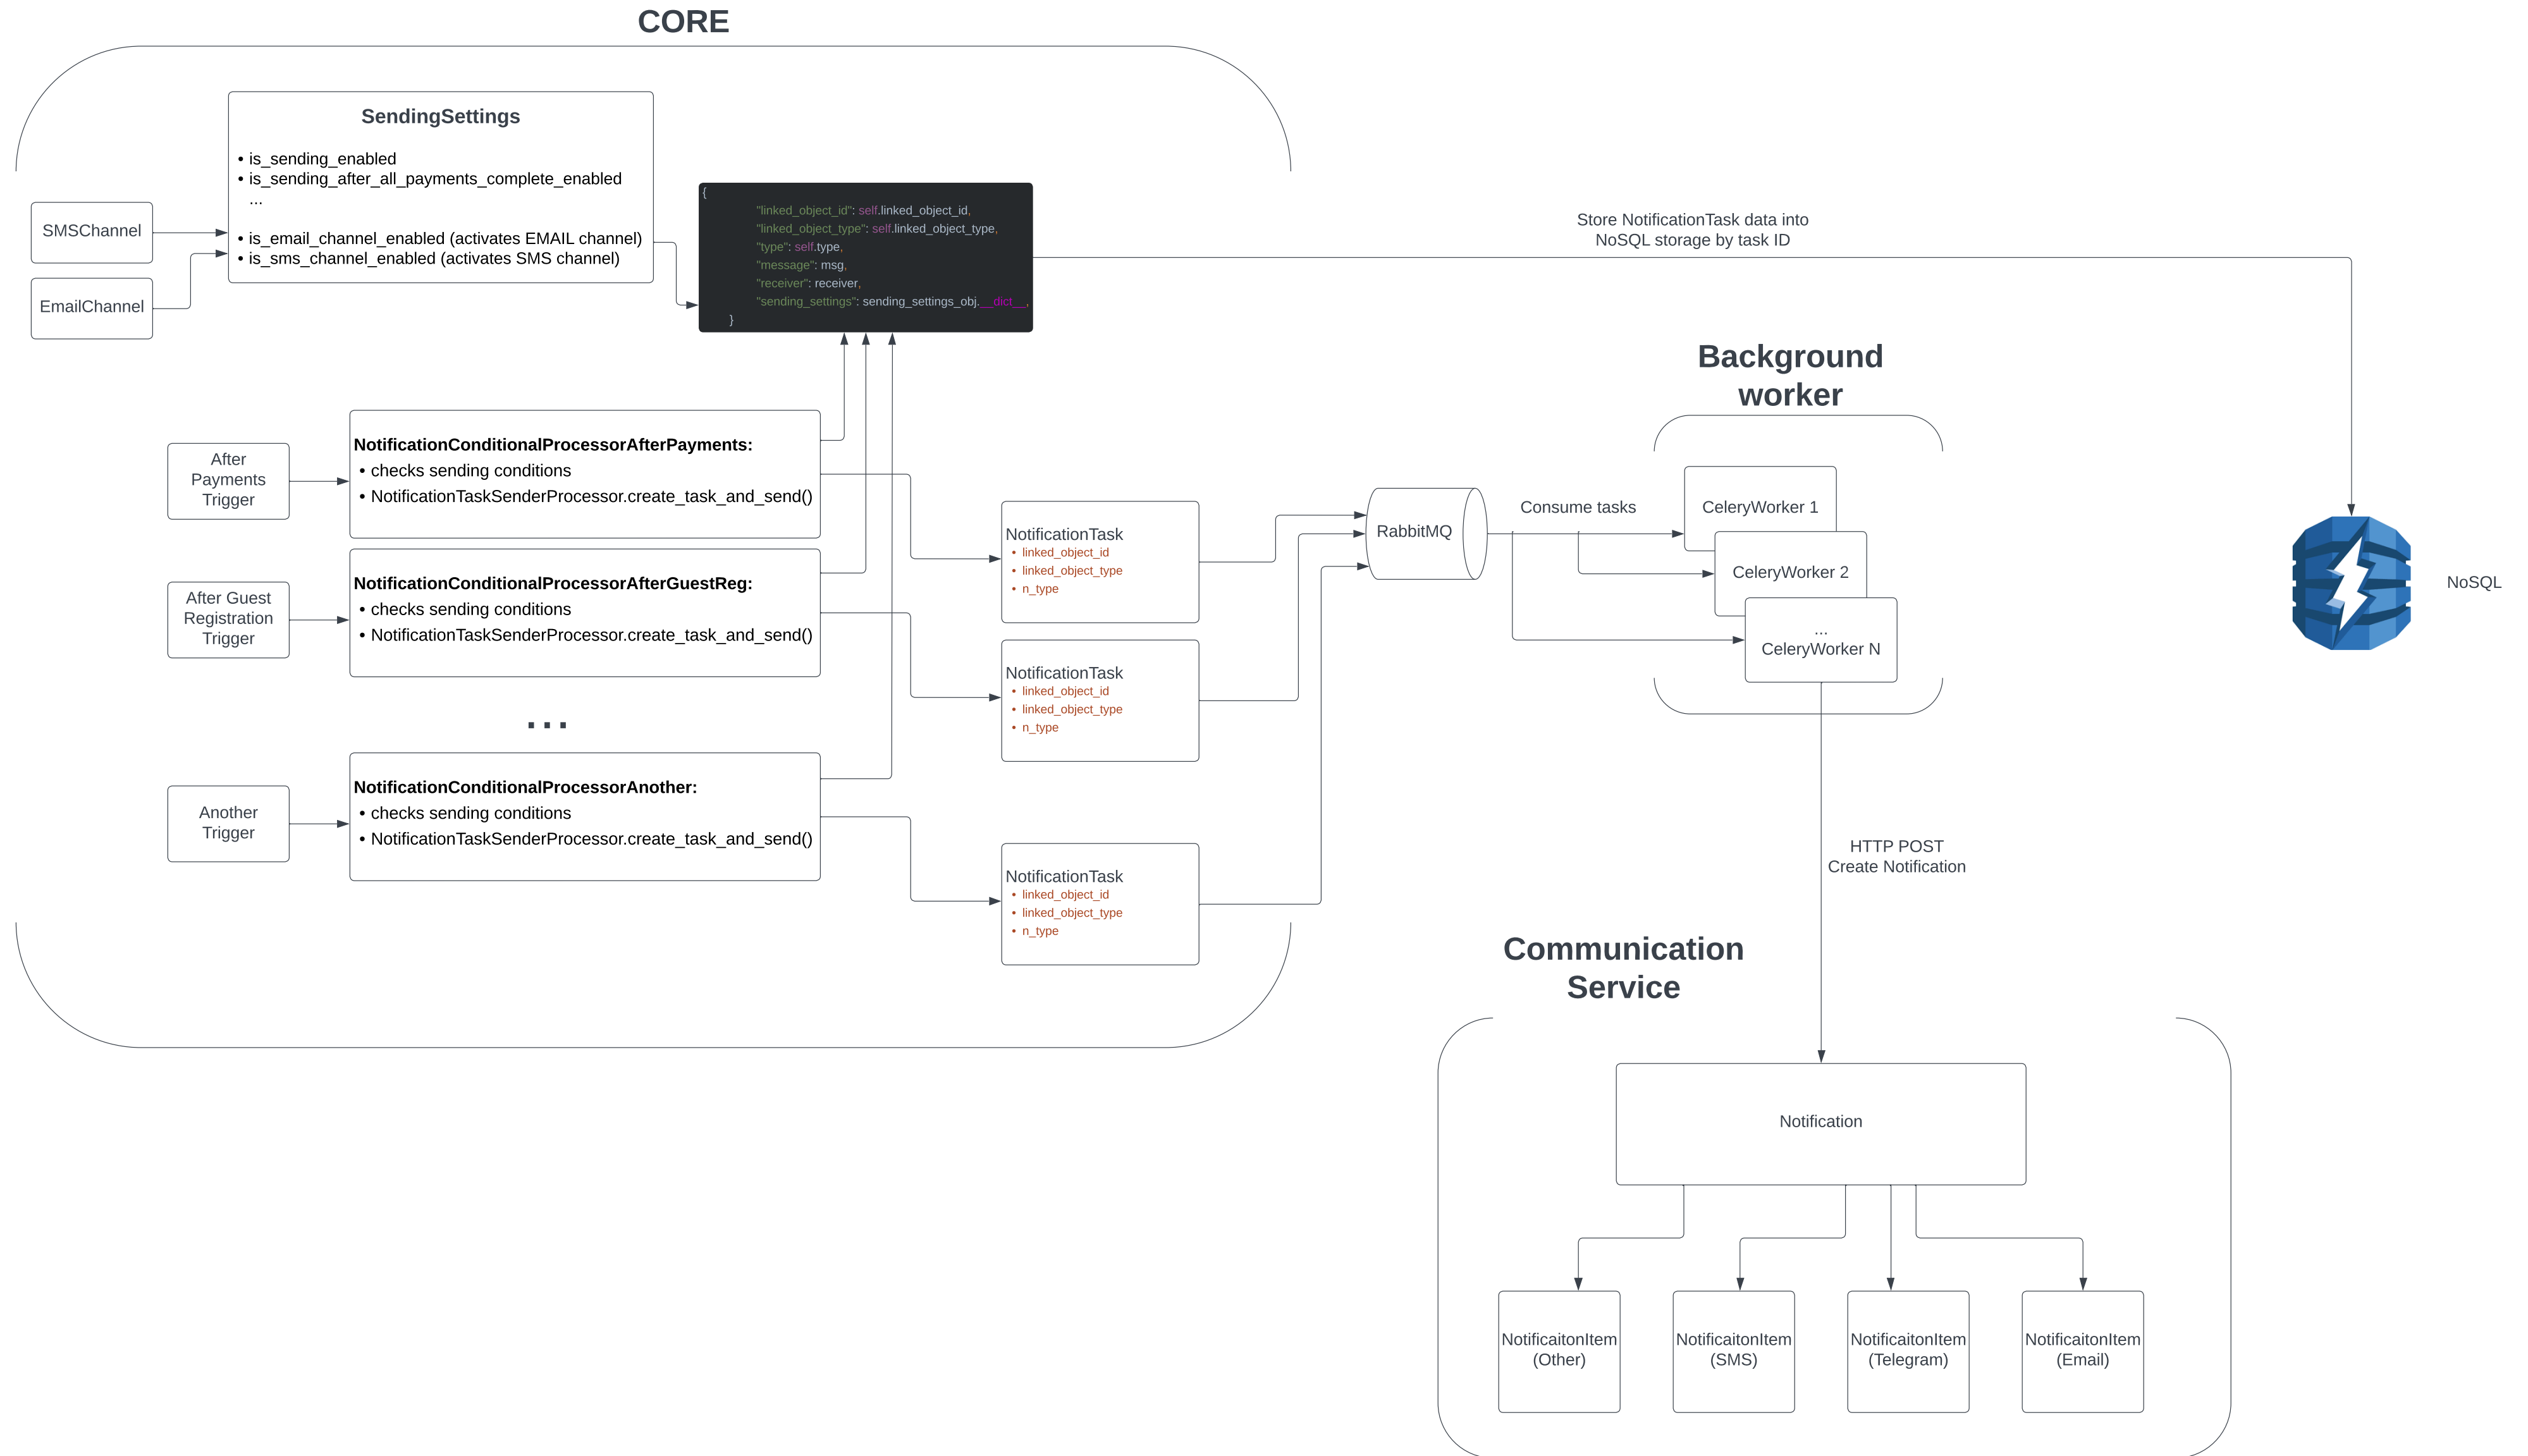 CORE
SendingSettings
• is_sending_enabled
• is_sending_after_all_payments_complete_enabled
...
• is_email_channel_enabled (activates EMAIL channel)
• is_sms_channel_enabled (activates SMS channel)
SMSChannel
EmailChannel
{
"linked_object_id": self.linked_object_id,
"linked_object_type": self.linked_object_type,
"type": self.type,
"message": msg,
"receiver": receiver,
"sending_settings": sending_settings_obj.__dict__,
}
Store NotificationTask data into
NoSQL storage by task ID
Background
worker
After
Payments
Trigger
NotificationConditionalProcessorAfterPayments:
• checks sending conditions
• NotificationTaskSenderProcessor.create_task_and_send()
After Guest
Registration
Trigger
NotificationConditionalProcessorAfterGuestReg:
• checks sending conditions
• NotificationTaskSenderProcessor.create_task_and_send()
...
Another
Trigger
NotificationConditionalProcessorAnother:
• checks sending conditions
• NotificationTaskSenderProcessor.create_task_and_send()
NotificationTask
• linked_object_id
• linked_object_type
• n_type
NotificationTask
• linked_object_id
• linked_object_type
• n_type
NotificationTask
• linked_object_id
• linked_object_type
• n_type
RabbitMQ
Consume tasks
CeleryWorker 1
CeleryWorker 2
...
CeleryWorker N
NoSQL
HTTP POST
Create Notification
Communication
Service
Notification
NotificaitonItem
(Other)
NotificaitonItem
(SMS)
NotificaitonItem
(Telegram)
NotificaitonItem
(Email)